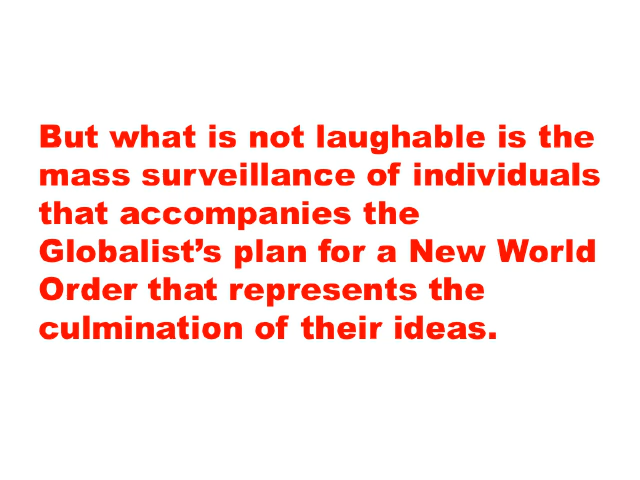 But what is not laughable is the
mass surveillance of individuals
that accompanies the
Globalist’s plan for a New World
Order that represents the
culmination of their ideas.